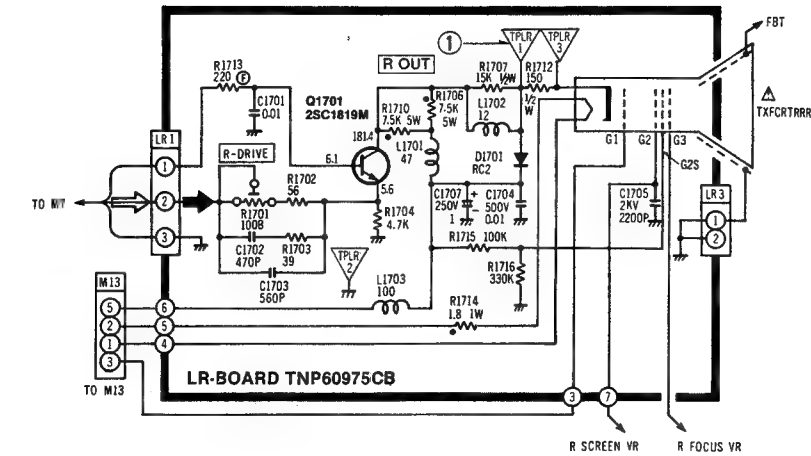 FBT
TPLR 1
TPLR 3
1
R OUT
R1713
220 F
R1707
15K ½W
R1712
150
½W
Q1701
2SC1819M
C1701
0.01
R1710
7.5K 5W
R1706
7.5K
5W
L1702
12
TXFCRTRRR
181.4
G1
G2
G3
LR1
R-DRIVE
6.1
L1701
47
D1701
RC2
G2S
1
R1702
56
5.6
C1707
250V
1
+
C1704
500V
0.01
C1705
2KV
2200P
LR3
2
R1701
100B
R1704
4.7K
1
3
C1702
470P
R1703
39
TPLR 2
R1715 100K
2
C1703
560P
R1716
330K
M13
L1703
100
5
6
R1714
1.8 1W
2
5
1
4
3
LR-BOARD TNP60975CB
TO M13
3
7
R SCREEN VR
R FOCUS VR